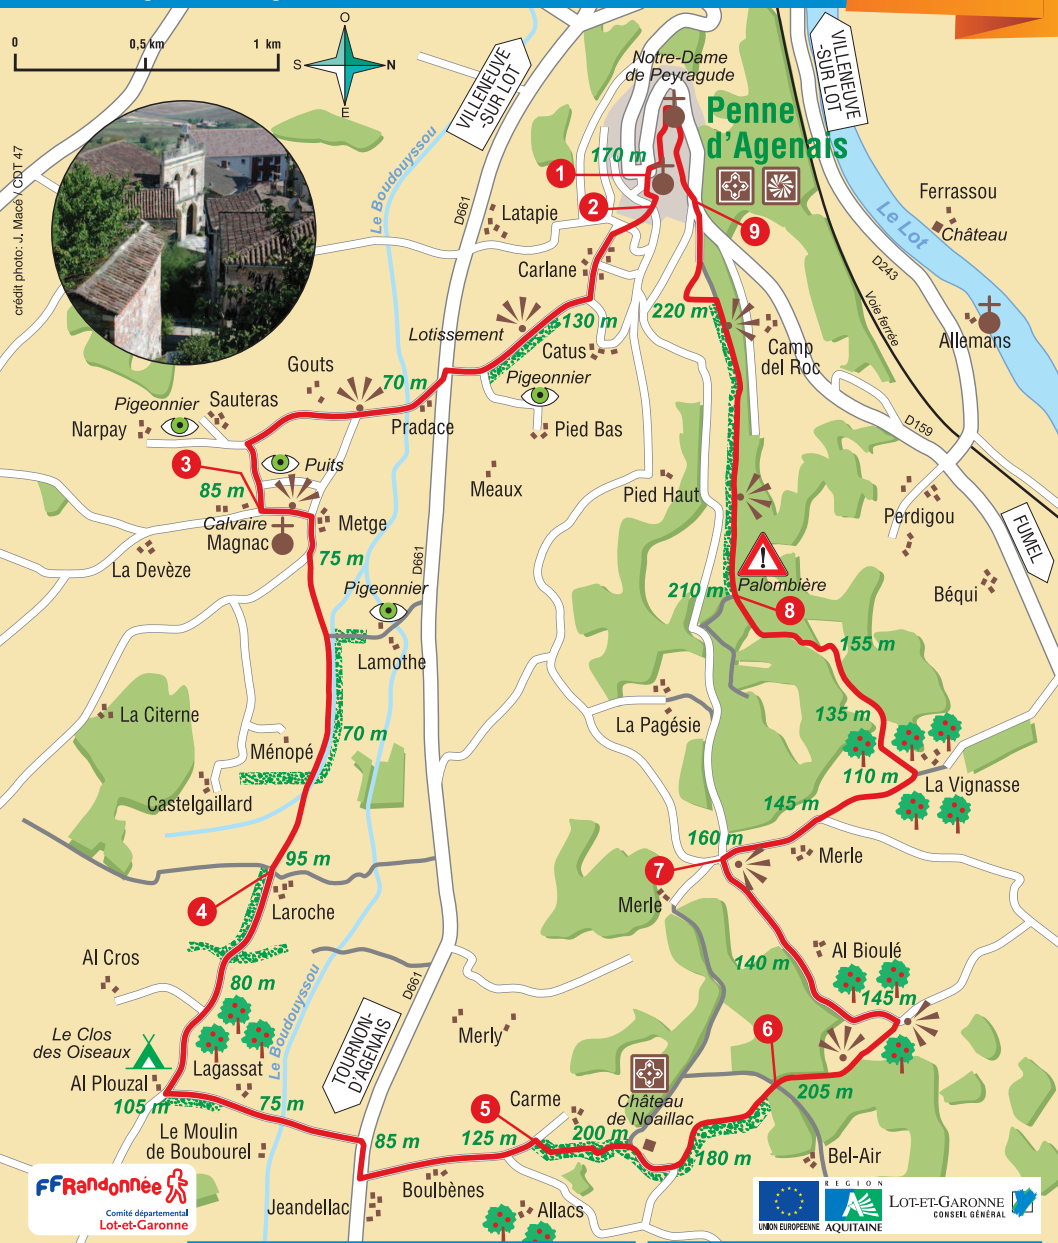 0
0,5 km
1 km
O
S
N
E
crédit photo: J. Macé / CDT 47
VILLENEUVE
-SUR LOT
VILLENEUVE
-SUR LOT
Notre-Dame
de Peyragude
Penne
d'Agenais
170 m
1
2
9
Le Boudouyssou
D661
Latapie
Carlane
Ferrassou
Château
Le Lot
D243
Voie ferrée
Allemans
Lotissement
130 m
220 m
Catus
Camp
del Roc
Gouts
70 m
Pigeonnier
Pradace
Pied Bas
D159
Pigeonnier
Sauteras
Narpay
3
Puits
85 m
Calvaire
Magnac
Metge
Meaux
Pied Haut
Perdigou
FUMEL
La Devèze
75 m
D661
Pigeonnier
Lamothe
Palombière
210 m
8
Béqui
155 m
La Citerne
70 m
La Pagésie
135 m
Ménopé
110 m
La Vignasse
Castelgaillard
145 m
160 m
95 m
7
Merle
4
Laroche
Merle
Al Cros
80 m
D661
140 m
Al Bioulé
145 m
Le Clos
des Oiseaux
Le Boudouyssou
TOURNON-
D'AGENAIS
Merly
6
Al Plouzal
Lagassat
105 m
75 m
Carme
5
Château
de Noaillac
205 m
Le Moulin
de Boubourel
85 m
125 m
200 m
180 m
Bel-Air
Boulbènes
Jeandellac
Allacs
FFRandonnée
Comité départemental
Lot-et-Garonne
UNION EUROPEENNE
REGION
AQUITAINE
LOT-ET-GARONNE
CONSEIL GÉNÉRAL